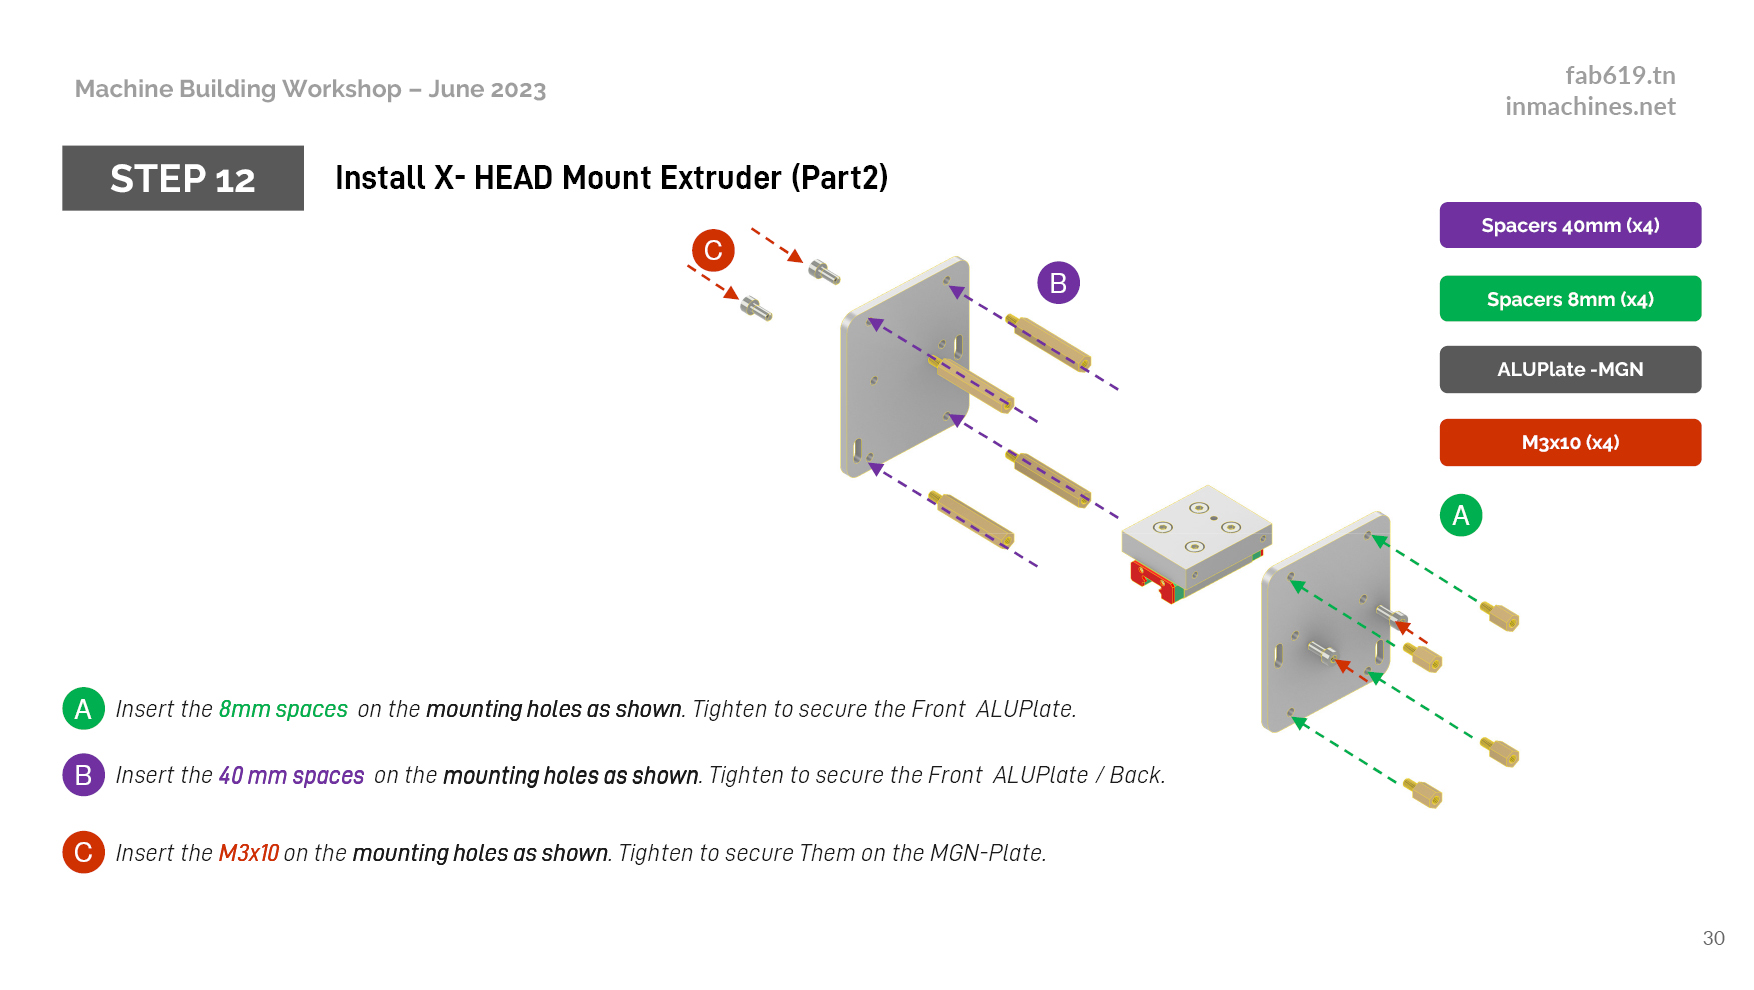 Machine Building Workshop – June 2023
fab619.tn
inmachines.net
STEP 12
Install X- HEAD Mount Extruder (Part2)
Spacers 40mm (x4)
Spacers 8mm (x4)
ALUPlate -MGN
M3x10 (x4)
C
B
A
A Insert the 8mm spaces on the mounting holes as shown. Tighten to secure the Front ALUPlate.
B Insert the 40 mm spaces on the mounting holes as shown. Tighten to secure the Front ALUPlate / Back.
C Insert the M3x10 on the mounting holes as shown. Tighten to secure Them on the MGN-Plate.
30